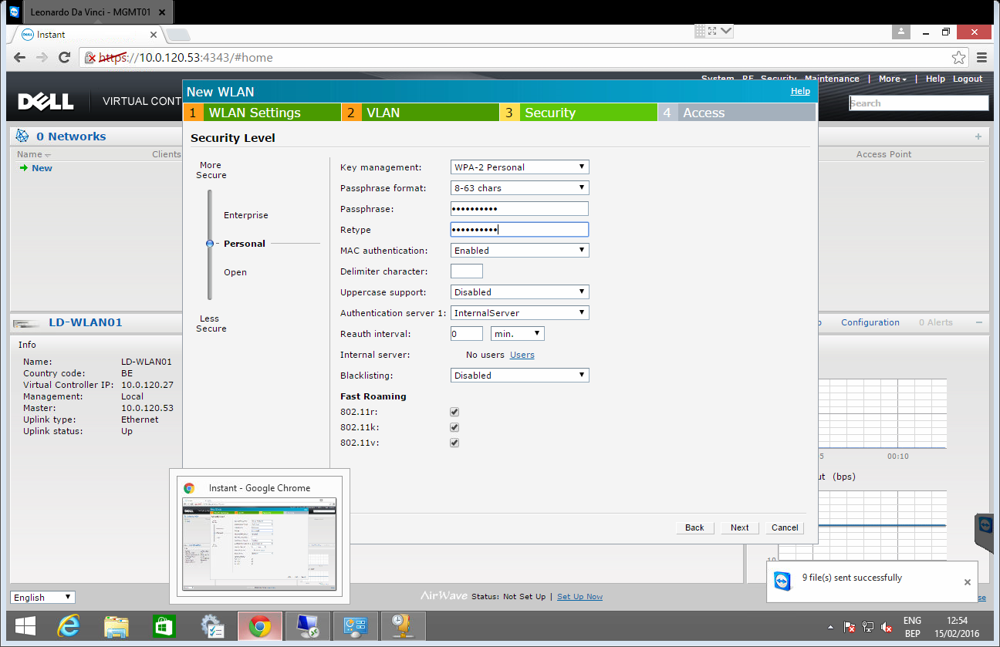 Leonardo Da Vinci - MGMT01 ×
Instant ×
https://10.0.120.53:4343/#home
System RF Security Maintenance | More | Help Logout
DELL VIRTUAL CONT
Search
New WLAN Help
1 WLAN Settings 2 VLAN 3 Security 4 Access
0 Networks +
Name Clients
New
Access Point
Security Level
More
Secure
Enterprise
Personal
Open
Less
Secure
Key management: WPA-2 Personal
Passphrase format: 8-63 chars
Passphrase: ••••••••••
Retype ••••••••••
MAC authentication: Enabled
Delimiter character:
Uppercase support: Disabled
Authentication server 1: InternalServer
Reauth interval: 0 min.
Internal server: No users Users
Blacklisting: Disabled
Fast Roaming
802.11r:
802.11k:
802.11v:
Back Next Cancel
LD-WLAN01
Configuration 0 Alerts −
Info
Name: LD-WLAN01
Country code: BE
Virtual Controller IP: 10.0.120.27
Management: Local
Master: 10.0.120.53
Uplink type: Ethernet
Uplink status: Up
5 00:10
ut (bps)
10
Instant - Google Chrome
9 file(s) sent successfully ×
English
AirWave Status: Not Set Up | Set Up Now
se
ENG
BEP
12:54
15/02/2016